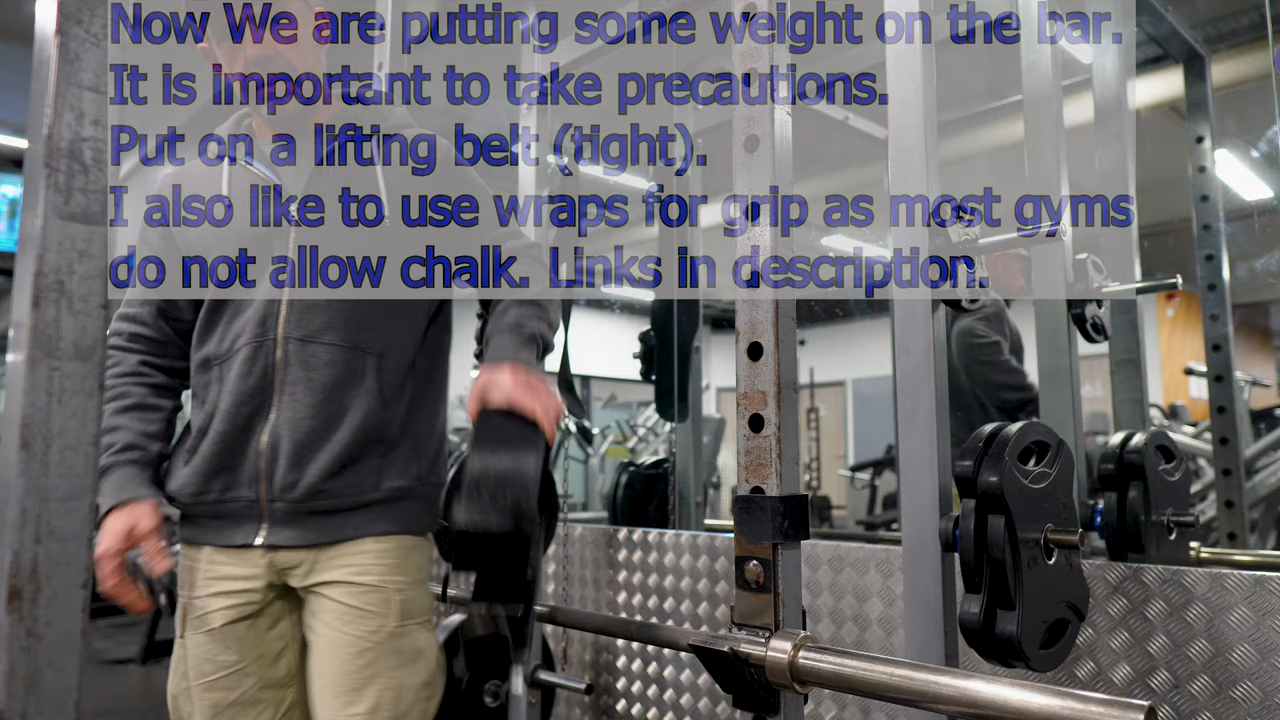 Now We are putting some weight on the bar.
It is important to take precautions.
Put on a lifting belt (tight).
I also like to use wraps for grip as most gyms
do not allow chalk. Links in description.